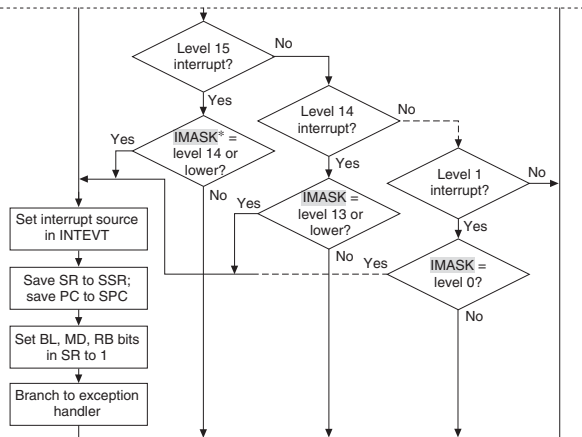 Level 15
interrupt?
No
Yes
Level 14
interrupt?
No
Yes
IMASK* =
level 14 or
lower?
Yes
No
Level 1
interrupt?
No
Yes
IMASK =
level 13 or
lower?
Yes
No
IMASK =
level 0?
Yes
No
Set interrupt source
in INTEVT
Save SR to SSR;
save PC to SPC
Set BL, MD, RB bits
in SR to 1
Branch to exception
handler